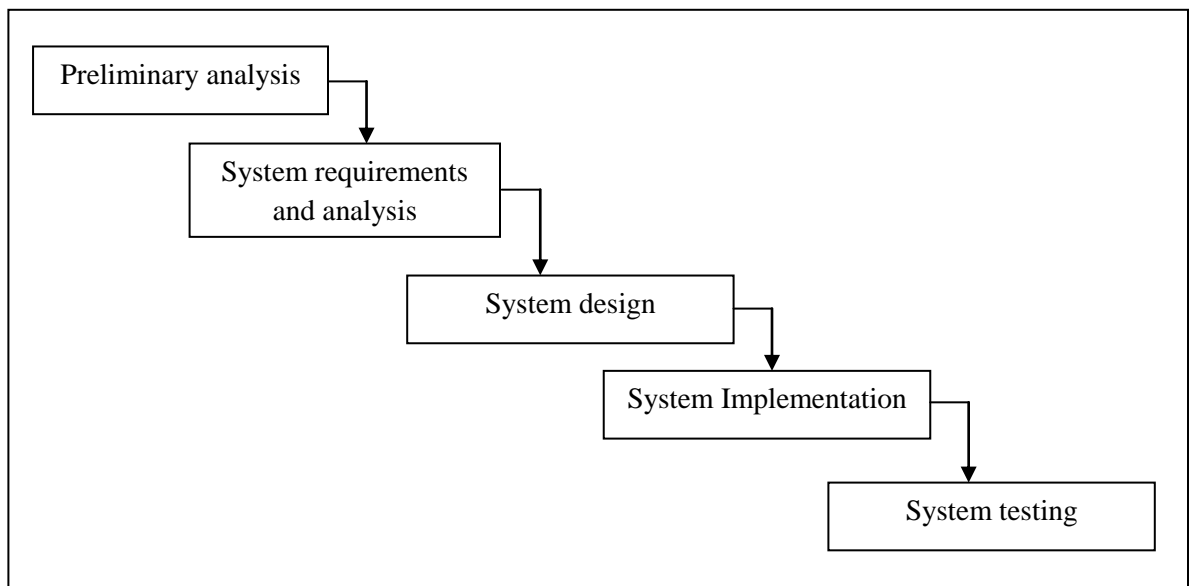 Preliminary analysis
System requirements
and analysis
System design
System Implementation
System testing